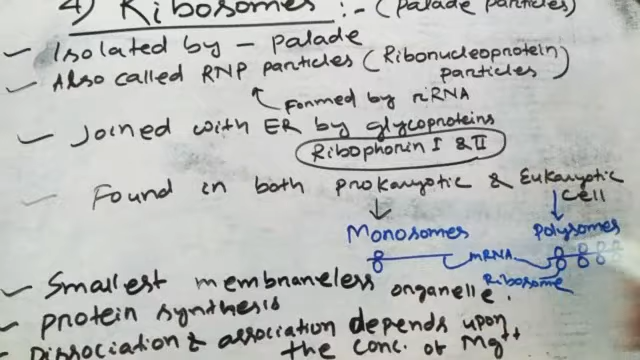 4) Ribosomes :- (Palade particles)
– Isolated by – Palade
– Also called RNP particles (Ribonucleoprotein particles)
Formed by rRNA
– Joined with ER by glycoproteins
Ribophorin I & II
– Found in both prokaryotic & Eukaryotic cell
Monosomes Polysomes
mRNA
Ribosome
– Smallest membraneless organelle.
– Protein synthesis
– Dissociation & association depends upon
the conc. of Mg++